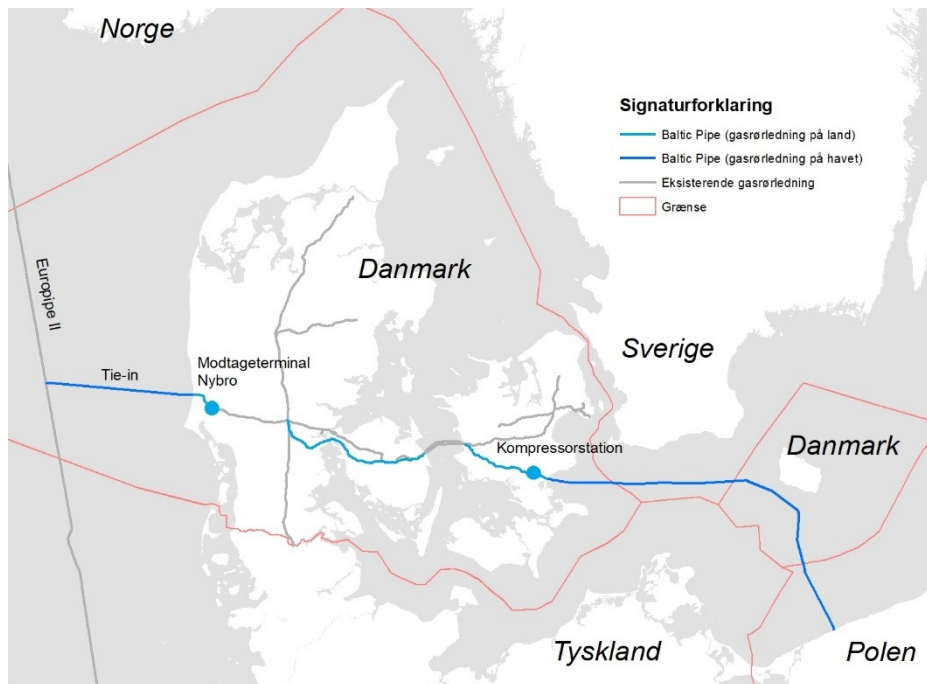 Norge
Signaturforklaring
Baltic Pipe (gasrørledning på land)
Baltic Pipe (gasrørledning på havet)
Eksisterende gasrørledning
Grænse
Europipe II
Danmark
Sverige
Modtageterminal
Nybro
Tie-in
Kompressorstation
Danmark
Tyskland
Polen